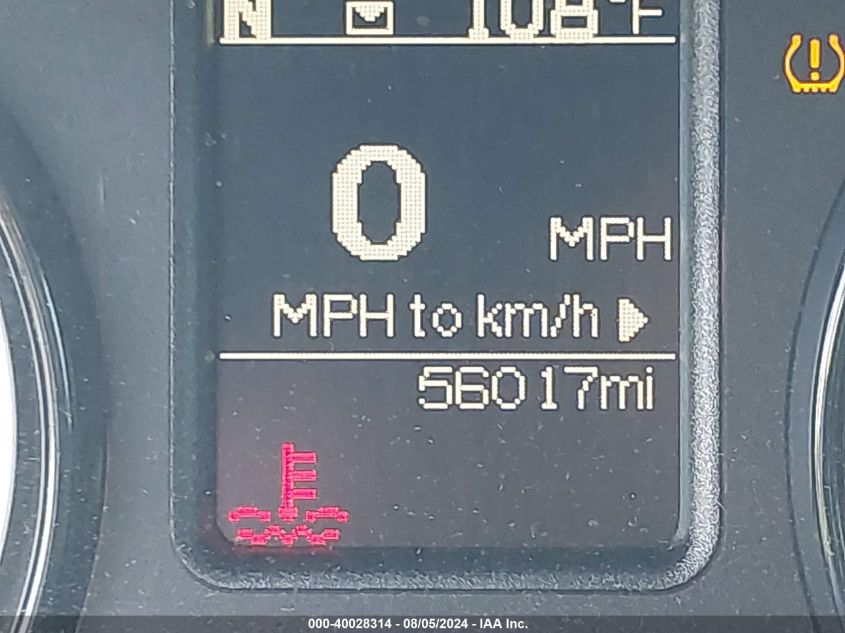 N 108°F
0
MPH
MPH to km/h
56017mi
000-40028314 - 08/05/2024 - IAA Inc.